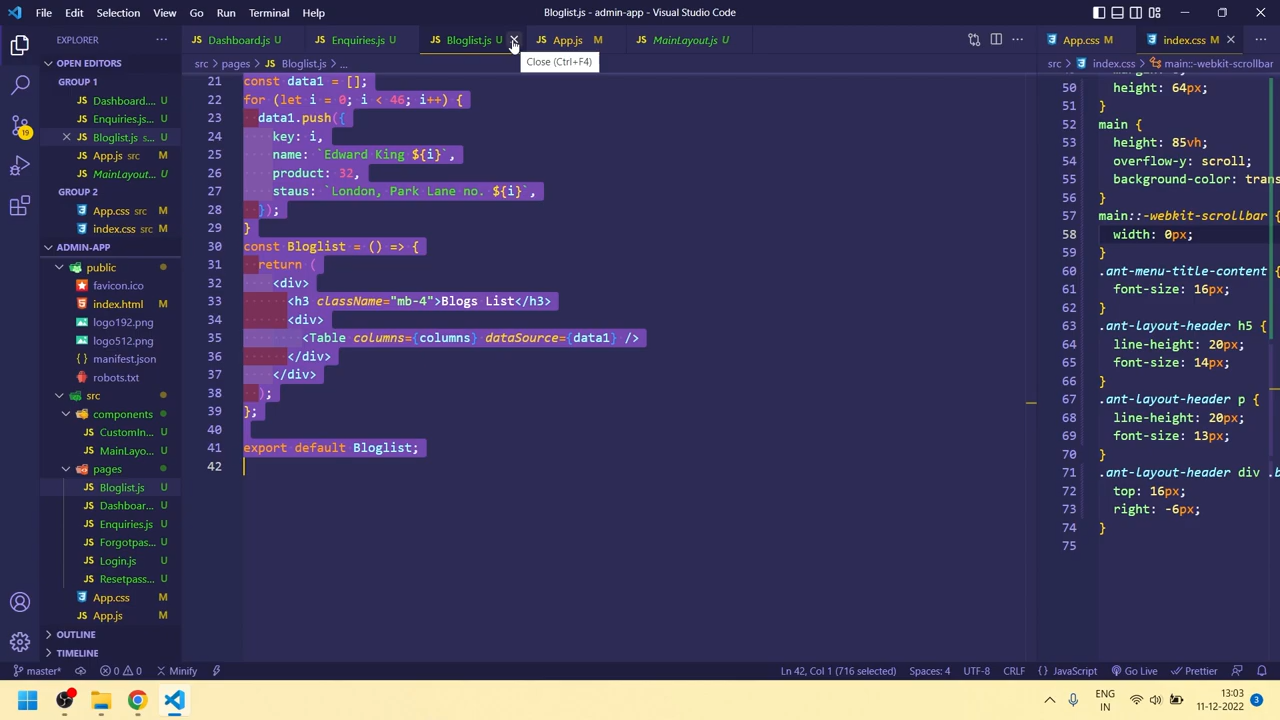 File Edit Selection View Go Run Terminal Help
Bloglist.js - admin-app - Visual Studio Code
EXPLORER
OPEN EDITORS
GROUP 1
Dashboard.... U
Enquiries.js... U
Bloglist.js s... U
App.js src M
MainLayout... U
GROUP 2
App.css src M
index.css src M
ADMIN-APP
public
favicon.ico
index.html M
logo192.png
logo512.png
manifest.json
robots.txt
src
components
CustomIn... U
MainLayo... U
pages
Bloglist.js U
Dashboar... U
Enquiries.js U
Forgotpas... U
Login.js U
Resetpass... U
App.css M
App.js M
OUTLINE
TIMELINE
Dashboard.js U
Enquiries.js U
Bloglist.js U
App.js M
MainLayout.js U
Close (Ctrl+F4)
src > pages > Bloglist.js > ...
21 const data1 = [];
22 for (let i = 0; i < 46; i++) {
23 data1.push({
24 key: i,
25 name: `Edward King ${i}`,
26 product: 32,
27 staus: `London, Park Lane no. ${i}`,
28 });
29 }
30 const Bloglist = () => {
31 return (
32 <div>
33 <h3 className="mb-4">Blogs List</h3>
34 <div>
35 <Table columns={columns} dataSource={data1} />
36 </div>
37 </div>
38 );
39 };
40
41 export default Bloglist;
42
App.css M
index.css M
src > index.css > main::-webkit-scrollbar
50 height: 64px;
51 }
52 main {
53 height: 85vh;
54 overflow-y: scroll;
55 background-color: trans
56 }
57 main::-webkit-scrollbar {
58 width: 0px;
59 }
60 .ant-menu-title-content {
61 font-size: 16px;
62 }
63 .ant-layout-header h5 {
64 line-height: 20px;
65 font-size: 14px;
66 }
67 .ant-layout-header p {
68 line-height: 20px;
69 font-size: 13px;
70 }
71 .ant-layout-header div .b
72 top: 16px;
73 right: -6px;
74 }
75
19
master* 0 0 Minify
Ln 42, Col 1 (716 selected) Spaces: 4 UTF-8 CRLF { } JavaScript Go Live Prettier
ENG
IN
13:03
11-12-2022
3